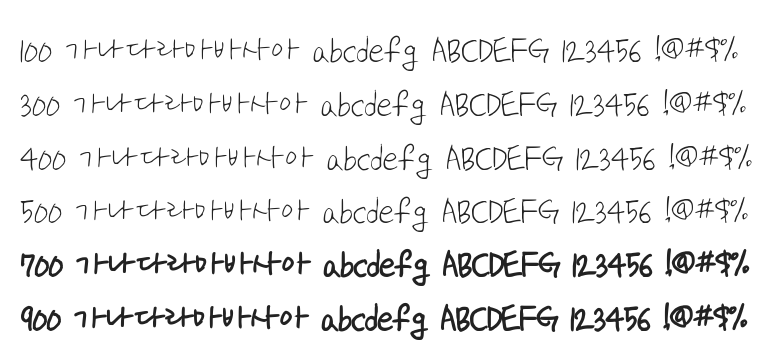 100 가나다라마바사아 abcdefg ABCDEFG 123456 !@#$%
300 가나다라마바사아 abcdefg ABCDEFG 123456 !@#$%
400 가나다라마바사아 abcdefg ABCDEFG 123456 !@#$%
500 가나다라마바사아 abcdefg ABCDEFG 123456 !@#$%
700 가나다라마바사아 abcdefg ABCDEFG 123456 !@#$%
900 가나다라마바사아 abcdefg ABCDEFG 123456 !@#$%